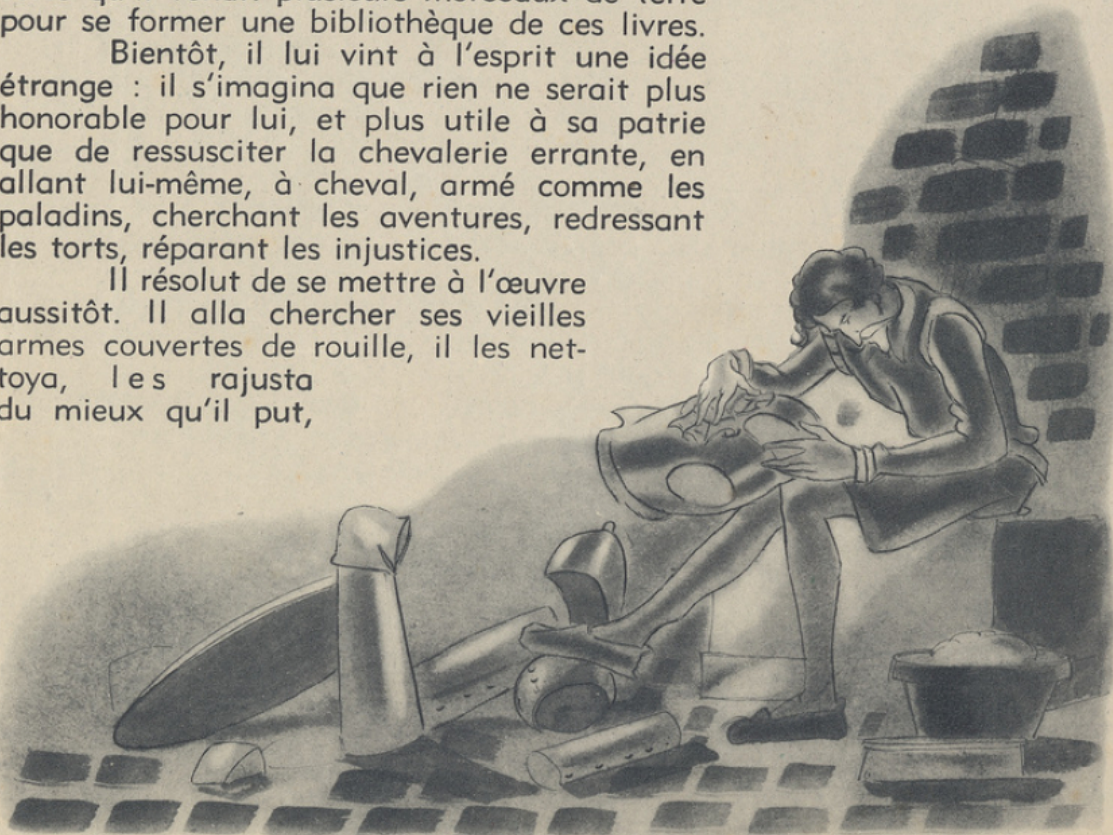 pour se former une bibliothèque de ces livres.
Bientôt, il lui vint à l'esprit une idée
étrange : il s'imagina que rien ne serait plus
honorable pour lui, et plus utile à sa patrie
que de ressusciter la chevalerie errante, en
allant lui-même, à cheval, armé comme les
paladins, cherchant les aventures, redressant
les torts, réparant les injustices.
Il résolut de se mettre à l'œuvre
aussitôt. Il alla chercher ses vieilles
armes couvertes de rouille, il les net-
toya, les rajusta
du mieux qu'il put,